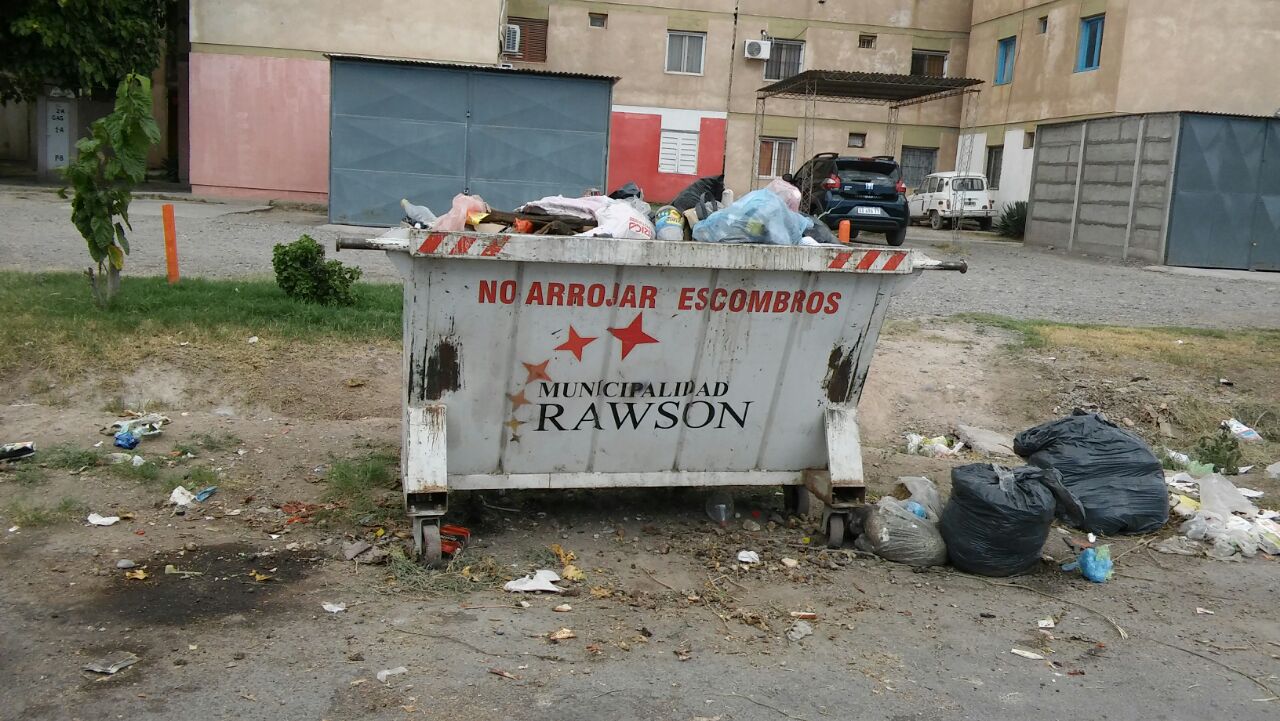 NO ARROJAR ESCOMBROS
MUNICIPALIDAD
RAWSON